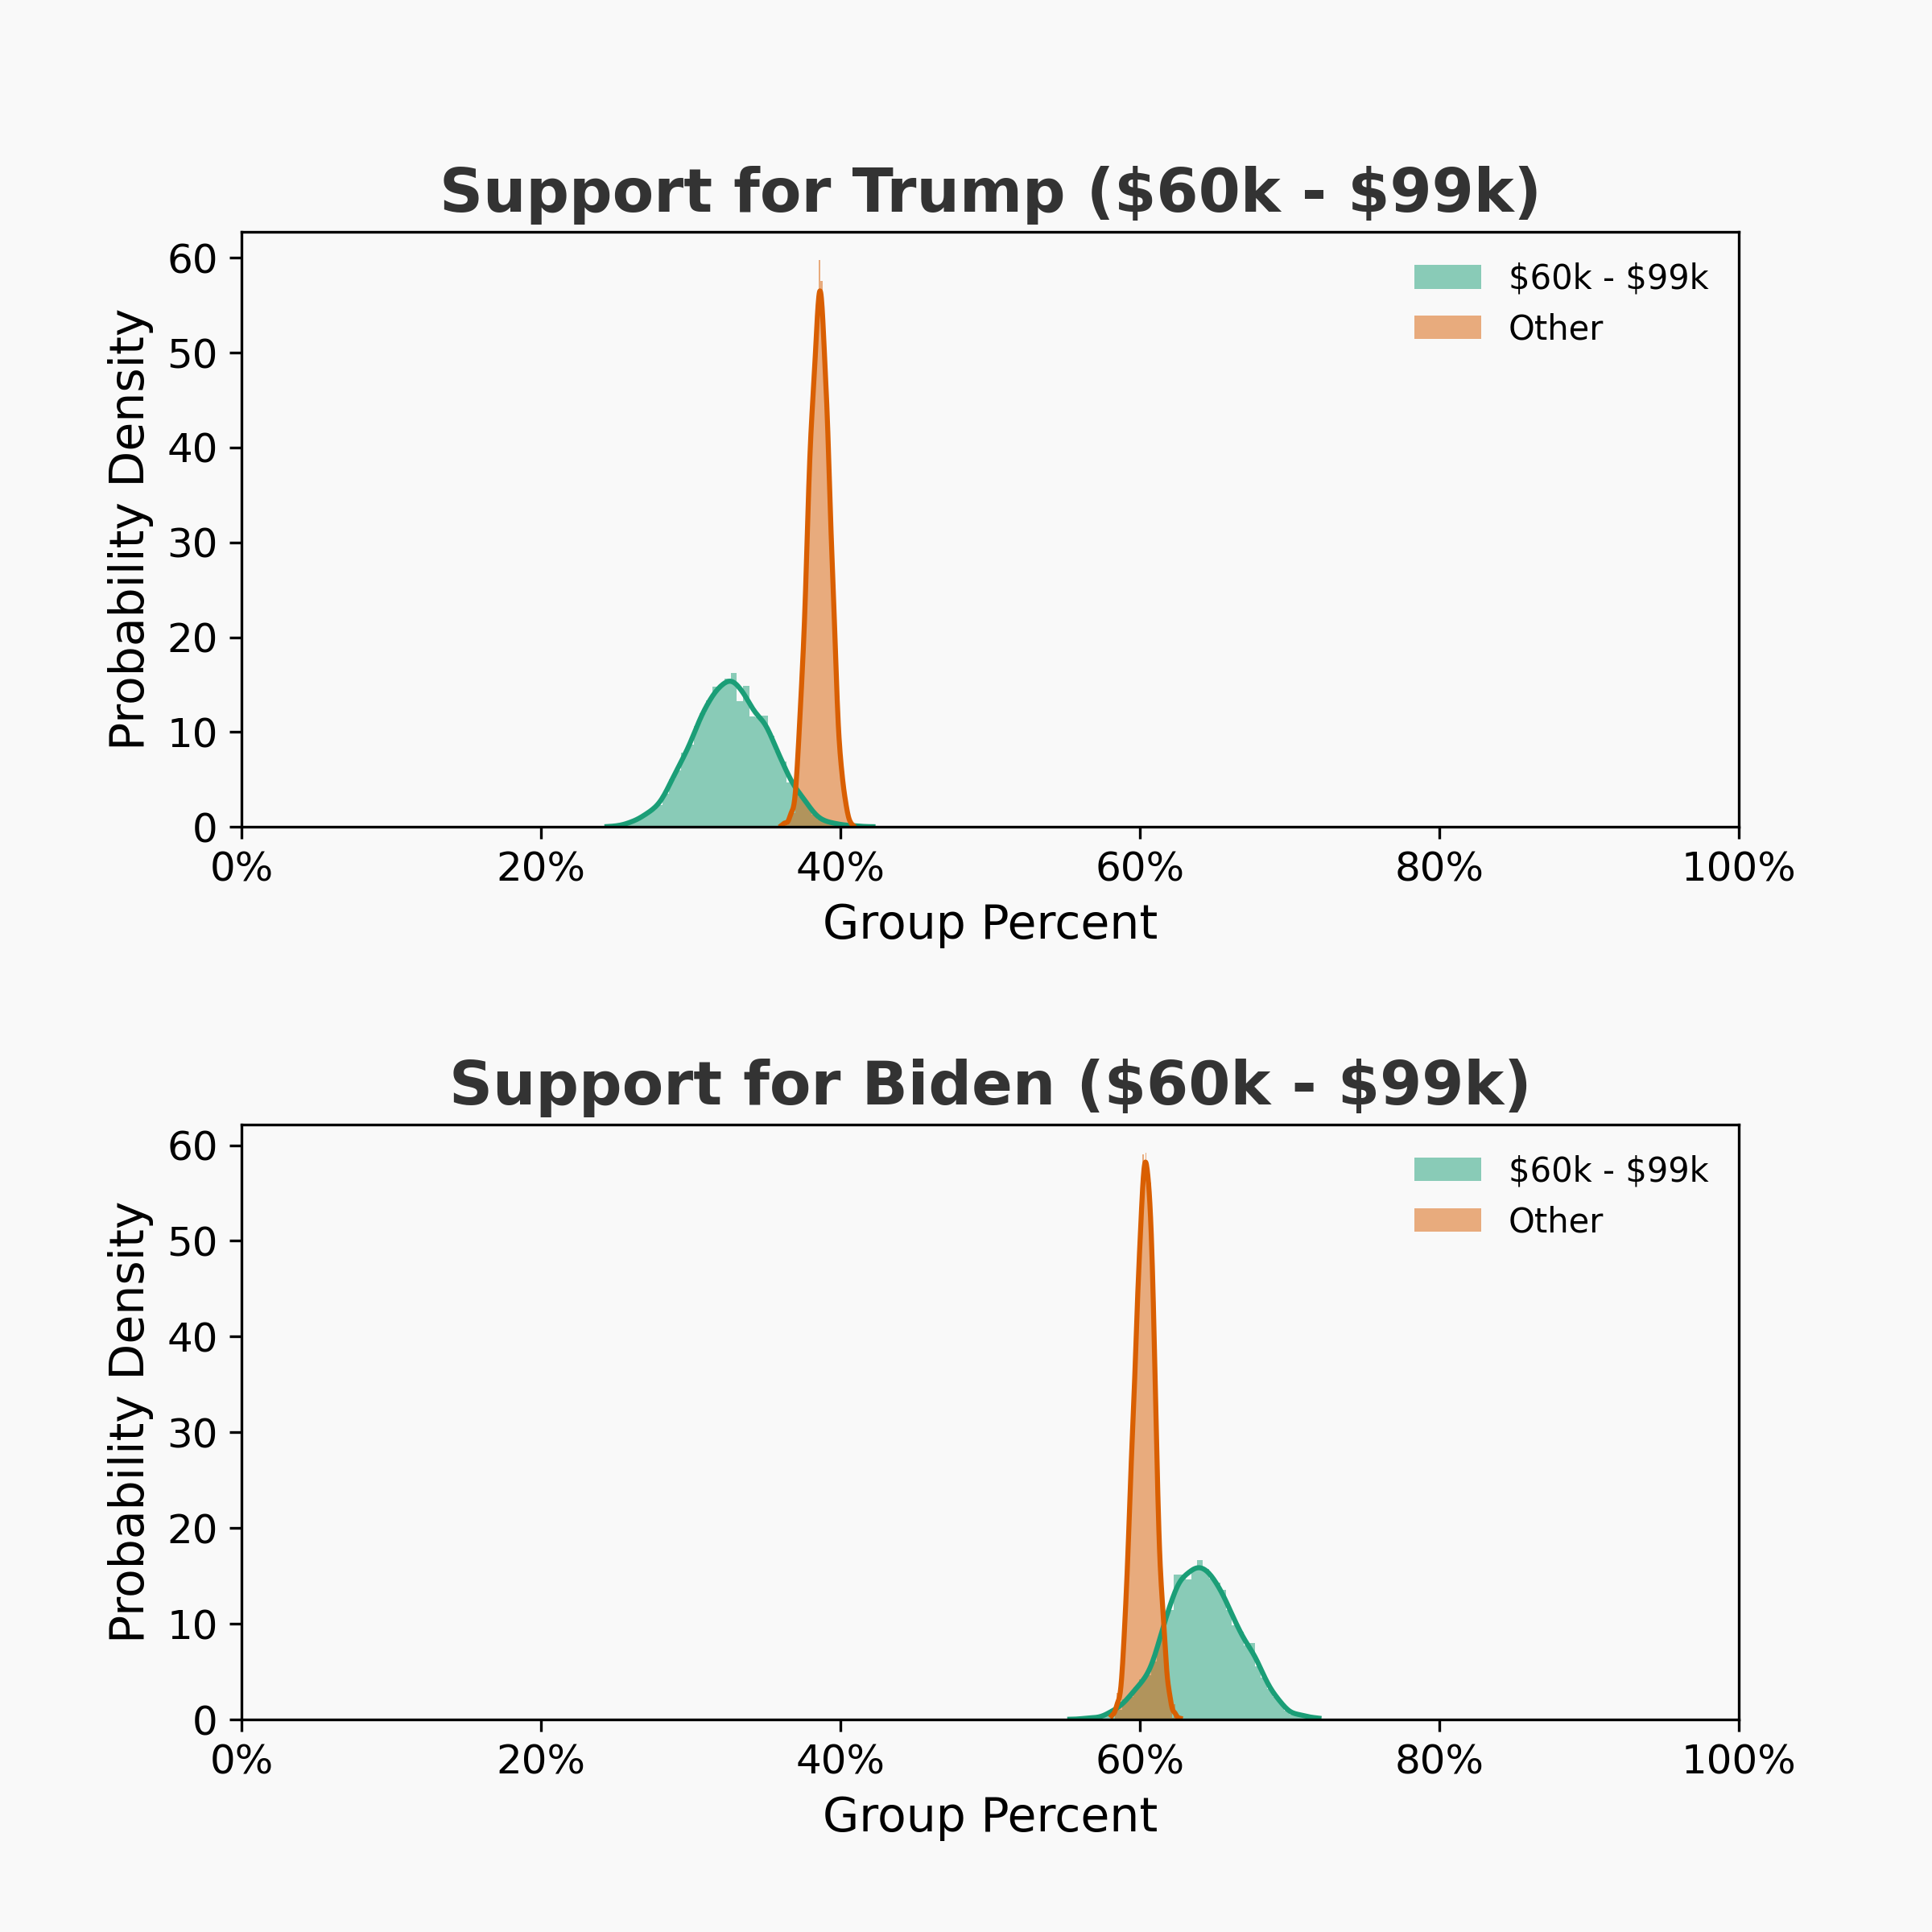 Support for Trump ($60k - $99k)
60
50
40
30
20
10
0
Probability Density
$60k - $99k
Other
0% 20% 40% 60% 80% 100%
Group Percent
Support for Biden ($60k - $99k)
60
50
40
30
20
10
0
Probability Density
$60k - $99k
Other
0% 20% 40% 60% 80% 100%
Group Percent